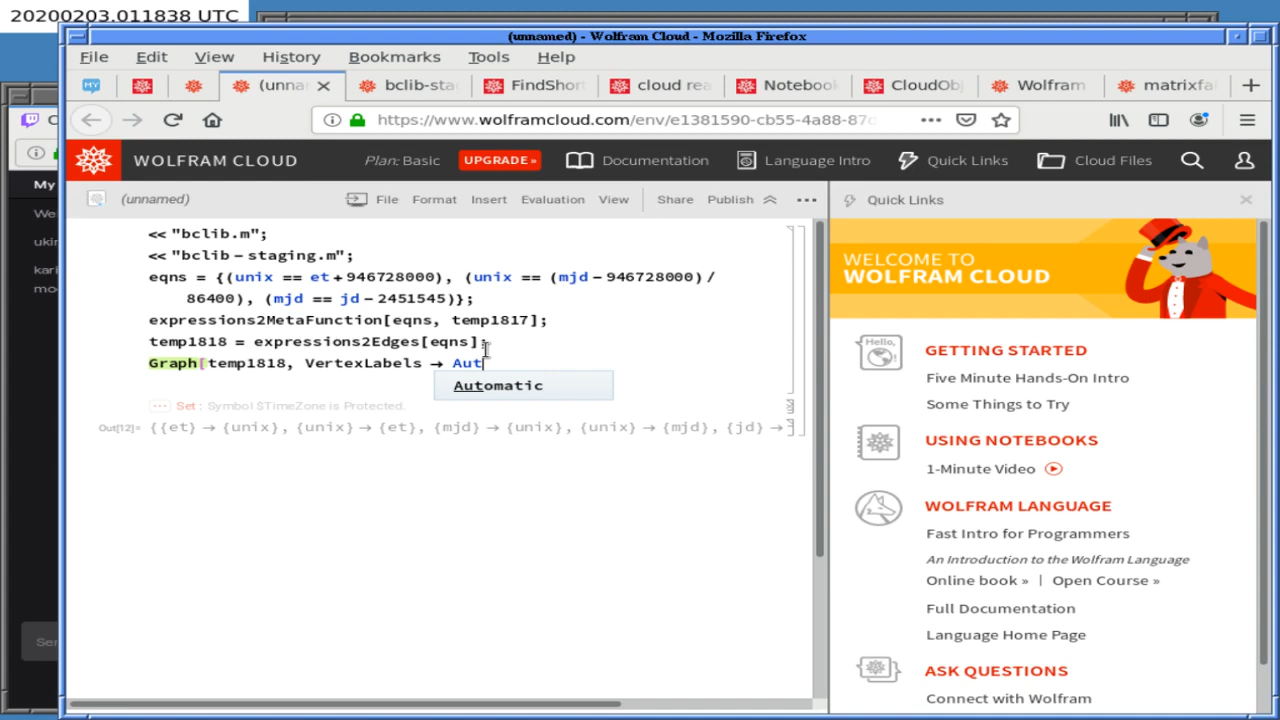 20200203.011838 UTC
(unnamed) - Wolfram Cloud - Mozilla Firefox
File Edit View History Bookmarks Tools Help
MY (unna bclib-sta FindShort cloud rea Notebook CloudObj Wolfram matrixfa
https://www.wolframcloud.com/env/e1381590-cb55-4a88-87c
WOLFRAM CLOUD Plan: Basic UPGRADE » Documentation Language Intro Quick Links Cloud Files
(unnamed) File Format Insert Evaluation View Share Publish
Quick Links
<< "bclib.m";
<< "bclib-staging.m";
eqns = {(unix == et+946728000), (unix == (mjd-946728000)/
86400), (mjd == jd-2451545)};
expressions2MetaFunction[eqns, temp1817];
temp1818 = expressions2Edges[eqns];
Graph[temp1818, VertexLabels → Aut
Automatic
Set : Symbol $TimeZone is Protected.
Out[12]= {{et} → {unix}, {unix} → {et}, {mjd} → {unix}, {unix} → {mjd}, {jd} →
WELCOME TO
WOLFRAM CLOUD
Hello,
GETTING STARTED
Five Minute Hands-On Intro
Some Things to Try
USING NOTEBOOKS
1-Minute Video
WOLFRAM LANGUAGE
Fast Intro for Programmers
An Introduction to the Wolfram Language
Online book » | Open Course »
Full Documentation
Language Home Page
ASK QUESTIONS
Connect with Wolfram
My
We
ukin
kari
mo
Ser